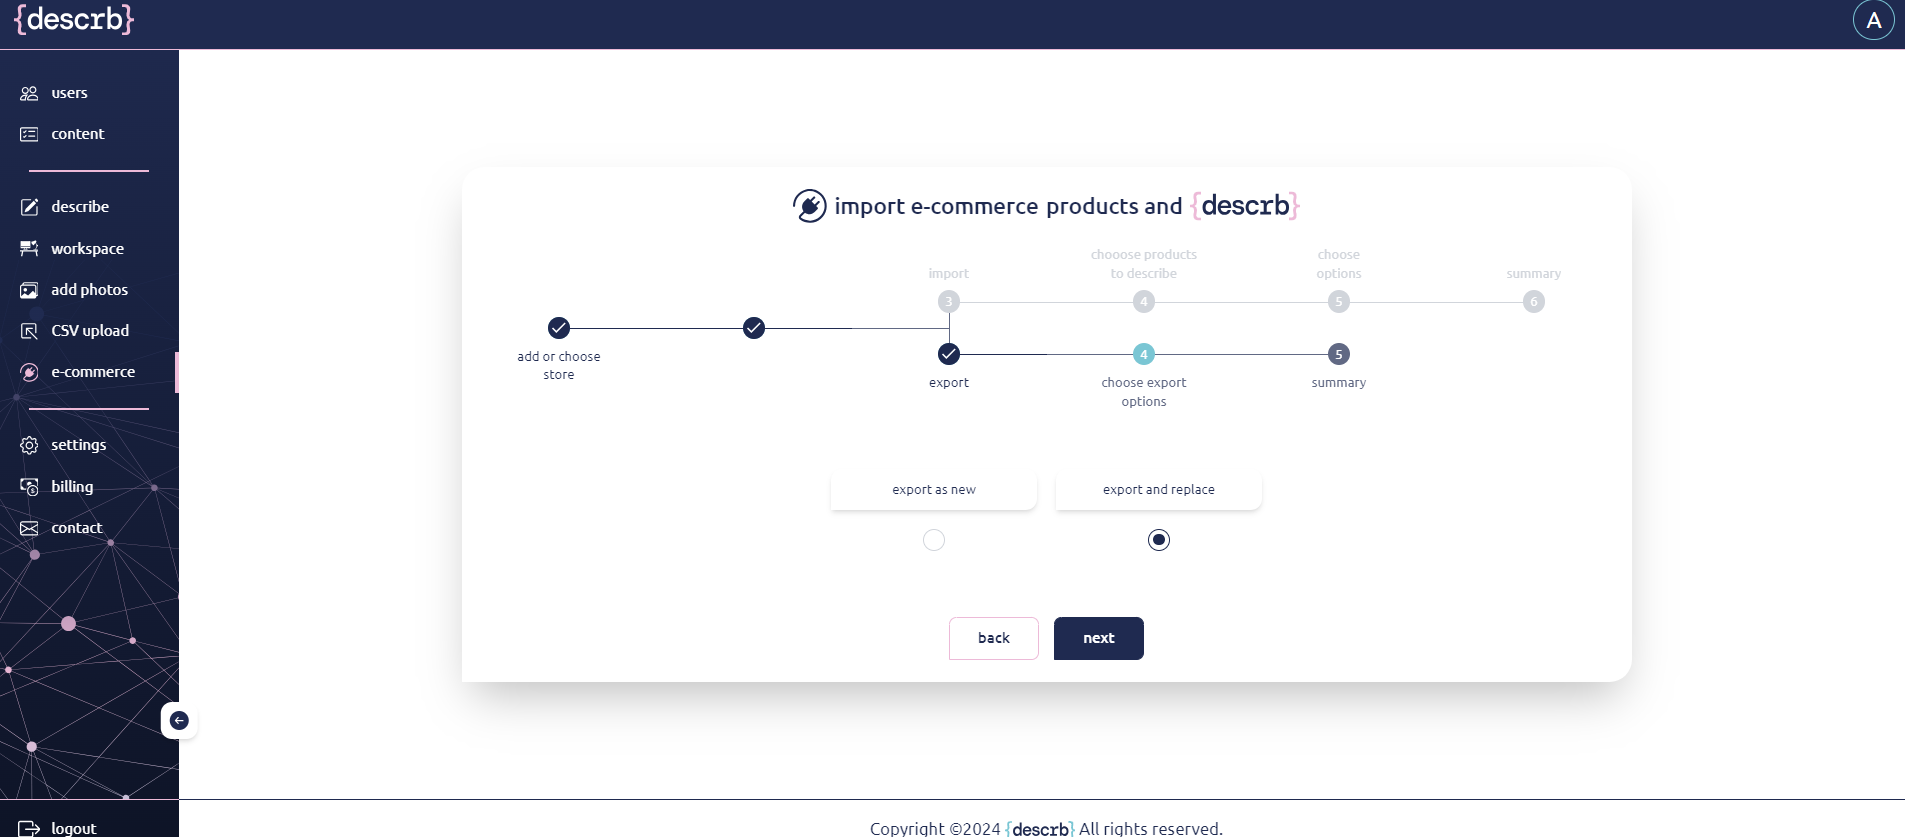 {descrb}
A
users
content
describe
workspace
add photos
CSV upload
e-commerce
settings
billing
contact
logout
import e-commerce products and {descrb}
import
chooose products
to describe
choose
options
summary
3
4
5
6
add or choose
store
4
5
export
choose export
options
summary
export as new
export and replace
back
next
Copyright ©2024 {descrb} All rights reserved.